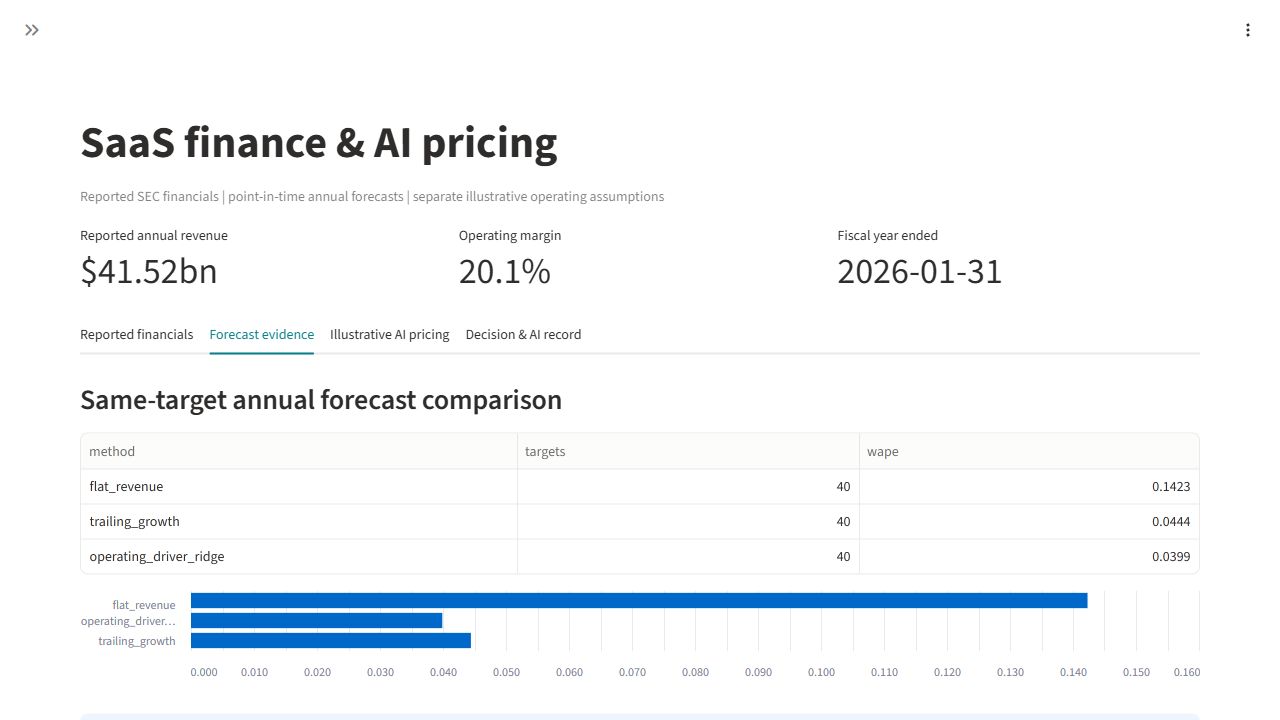 SaaS finance & AI pricing
Reported SEC financials | point-in-time annual forecasts | separate illustrative operating assumptions
Reported annual revenue
$41.52bn
Operating margin
20.1%
Fiscal year ended
2026-01-31
Reported financials Forecast evidence Illustrative AI pricing Decision & AI record
Same-target annual forecast comparison
method targets wape
flat_revenue 40 0.1423
trailing_growth 40 0.0444
operating_driver_ridge 40 0.0399
flat_revenue
operating_driver…
trailing_growth
0.000 0.010 0.020 0.030 0.040 0.050 0.060 0.070 0.080 0.090 0.100 0.110 0.120 0.130 0.140 0.150 0.160